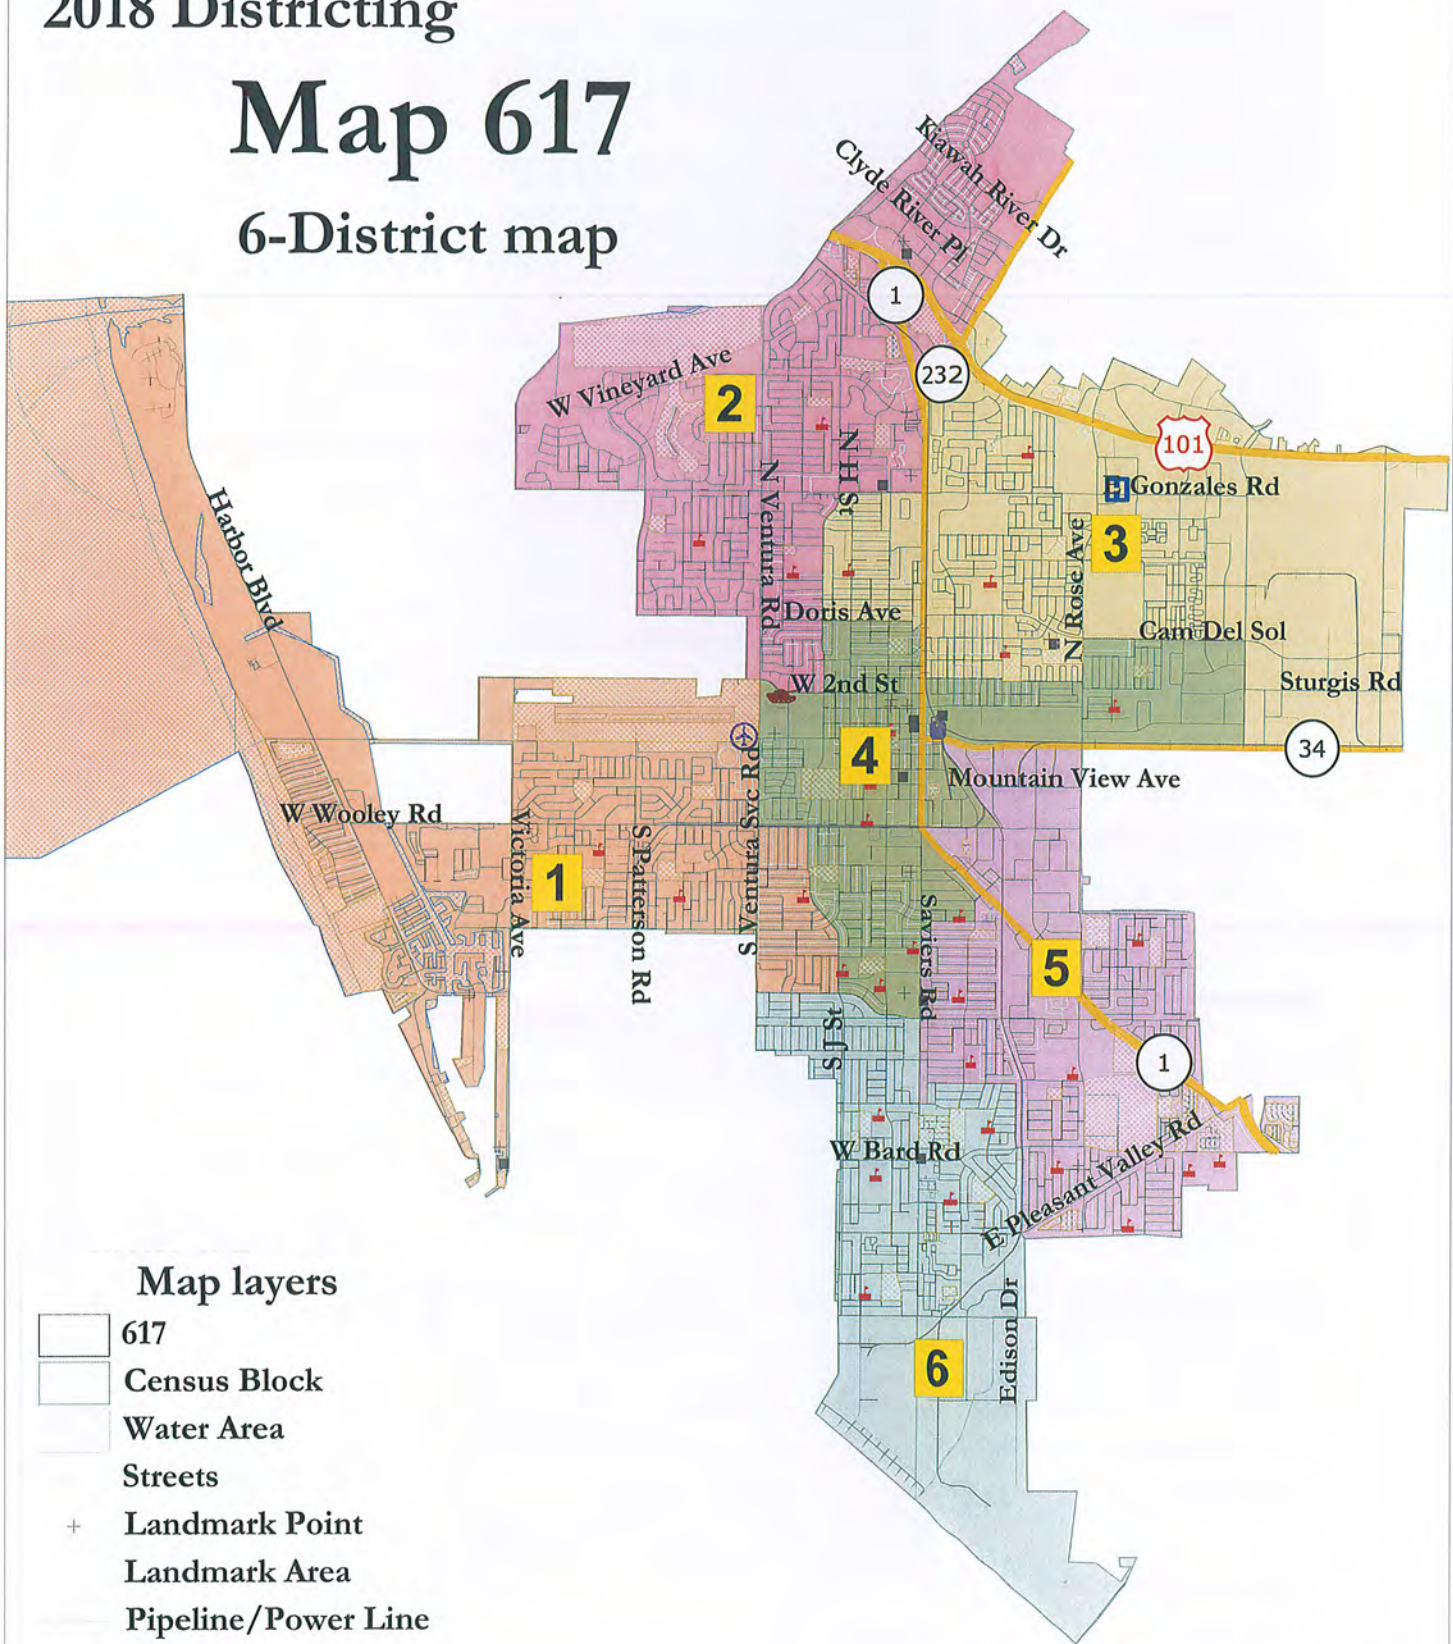 2018 Districting
Map 617
6-District map
Kiawah River Dr
Clyde River Pl
1
232
W Vineyard Ave
2
101
N H St
N Ventura Rd
H Gonzales Rd
3
N Rose Ave
Harbor Blvd
Doris Ave
Cam Del Sol
W 2nd St
Sturgis Rd
34
4
Mountain View Ave
S Ventura Svc Rd
W Wooley Rd
Victoria Ave
S Patterson Rd
1
Saviers Rd
5
S J St
1
W Bard Rd
E Pleasant Valley Rd
Edison Dr
6
Map layers
617
Census Block
Water Area
Streets
Landmark Point
Landmark Area
Pipeline/Power Line